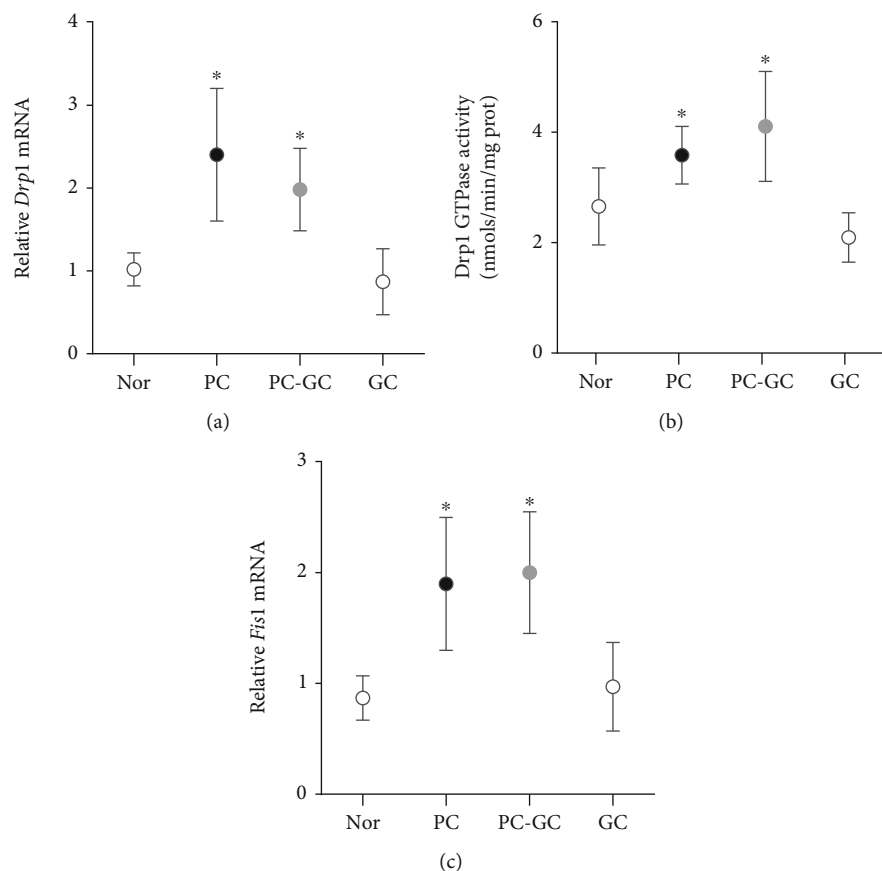 Relative Drp1 mRNA
4
3
2
1
0
*
*
Nor PC PC-GC GC
(a)
Drp1 GTPase activity
(nmols/min/mg prot)
6
4
2
0
*
*
Nor PC PC-GC GC
(b)
Relative Fis1 mRNA
3
2
1
0
*
*
Nor PC PC-GC GC
(c)